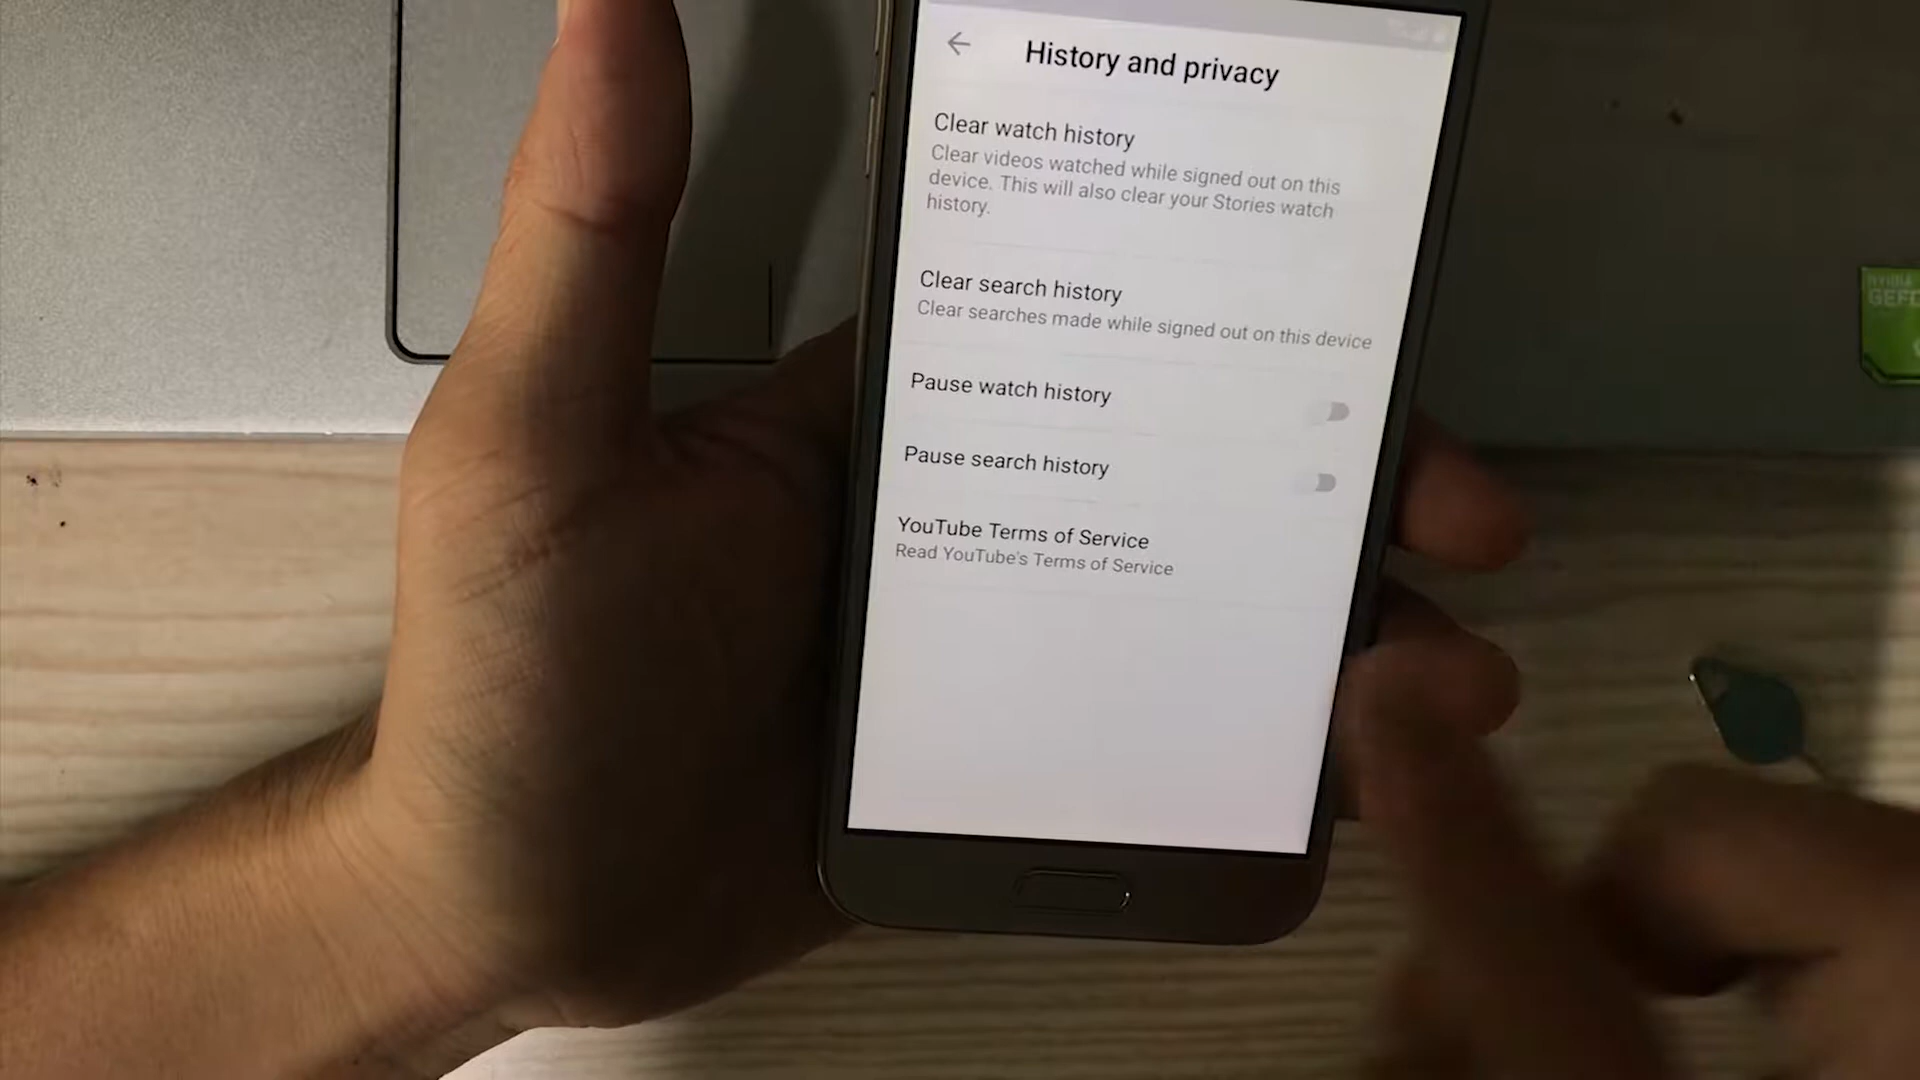 History and privacy
Clear watch history
Clear videos watched while signed out on this
device. This will also clear your Stories watch
history.
Clear search history
Clear searches made while signed out on this device
Pause watch history
Pause search history
YouTube Terms of Service
Read YouTube's Terms of Service